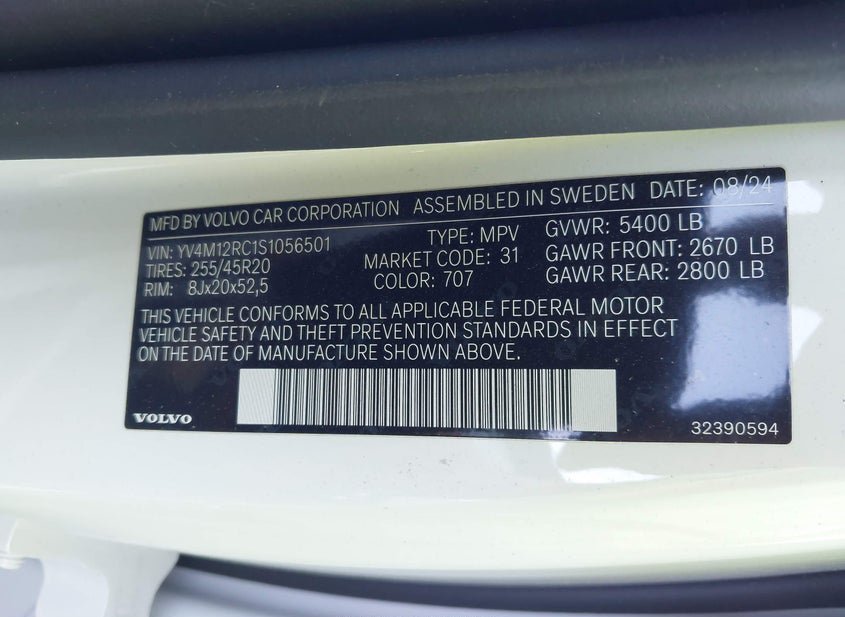 MFD BY VOLVO CAR CORPORATION ASSEMBLED IN SWEDEN DATE: 08/24
VIN: YV4M12RC1S1056501 TYPE: MPV GVWR: 5400 LB
TIRES: 255/45R20 MARKET CODE: 31 GAWR FRONT: 2670 LB
RIM: 8Jx20x52,5 COLOR: 707 GAWR REAR: 2800 LB
THIS VEHICLE CONFORMS TO ALL APPLICABLE FEDERAL MOTOR
VEHICLE SAFETY AND THEFT PREVENTION STANDARDS IN EFFECT
ON THE DATE OF MANUFACTURE SHOWN ABOVE.
VOLVO 32390594